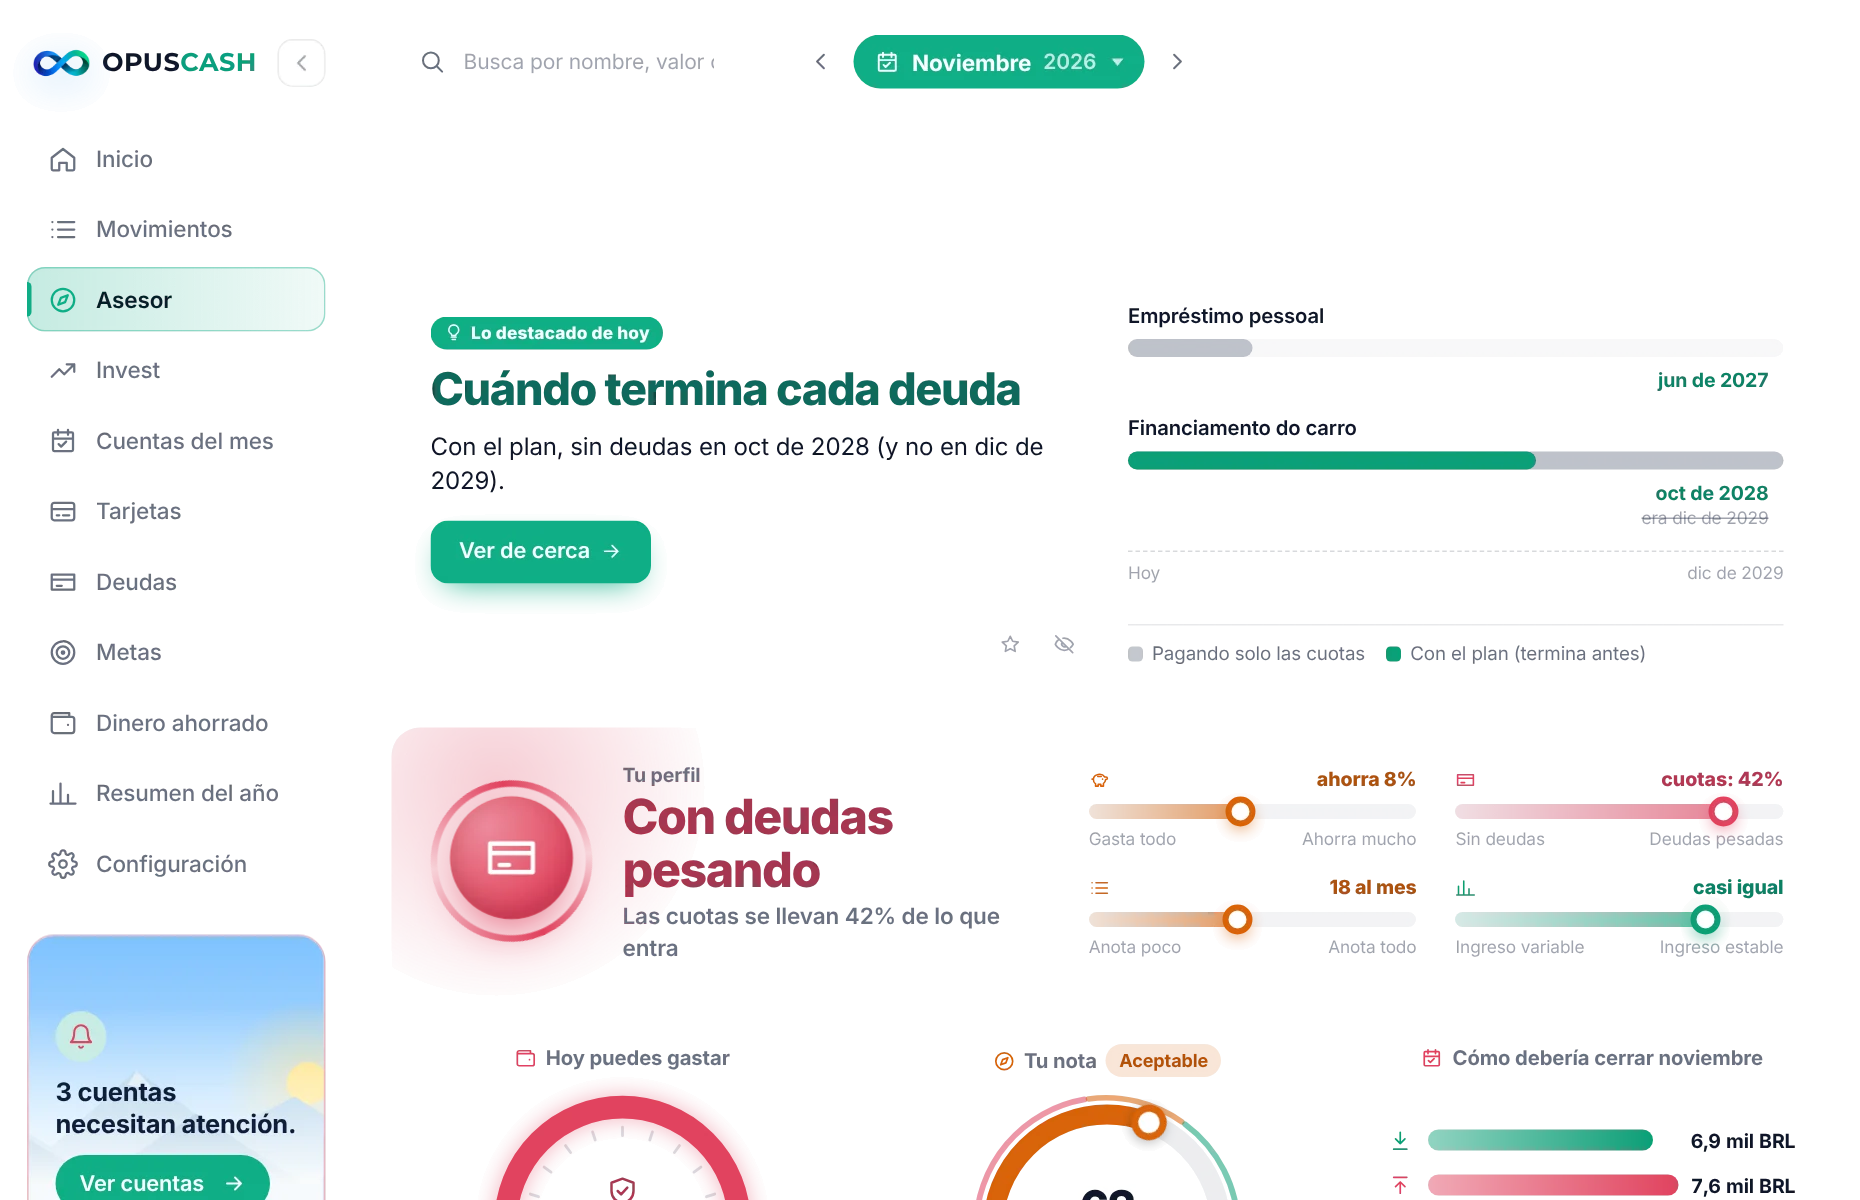 OPUSCASH
Busca por nombre, valor
Noviembre 2026
Inicio
Movimientos
Asesor
Invest
Cuentas del mes
Tarjetas
Deudas
Metas
Dinero ahorrado
Resumen del año
Configuración
3 cuentas
necesitan atención.
Ver cuentas
Lo destacado de hoy
Cuándo termina cada deuda
Con el plan, sin deudas en oct de 2028 (y no en dic de
2029).
Ver de cerca
Empréstimo pessoal
jun de 2027
Financiamento do carro
oct de 2028
era dic de 2029
Hoy
dic de 2029
Pagando solo las cuotas
Con el plan (termina antes)
Tu perfil
Con deudas
pesando
Las cuotas se llevan 42% de lo que
entra
ahorra 8%
Gasta todo
Ahorra mucho
cuotas: 42%
Sin deudas
Deudas pesadas
18 al mes
Anota poco
Anota todo
casi igual
Ingreso variable
Ingreso estable
Hoy puedes gastar
Tu nota
Aceptable
Cómo debería cerrar noviembre
6,9 mil BRL
7,6 mil BRL